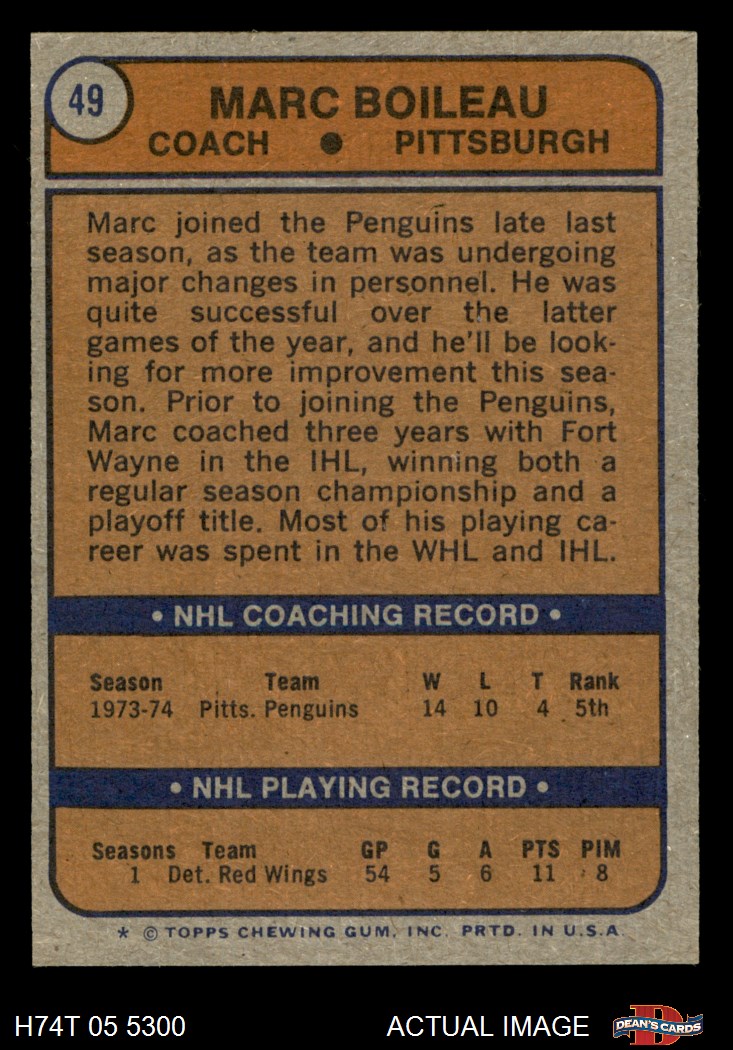 49
MARC BOILEAU
COACH ● PITTSBURGH
Marc joined the Penguins late last
season, as the team was undergoing
major changes in personnel. He was
quite successful over the latter
games of the year, and he'll be look-
ing for more improvement this sea-
son. Prior to joining the Penguins,
Marc coached three years with Fort
Wayne in the IHL, winning both a
regular season championship and a
playoff title. Most of his playing ca-
reer was spent in the WHL and IHL.
• NHL COACHING RECORD •
Season Team W L T Rank
1973-74 Pitts. Penguins 14 10 4 5th
• NHL PLAYING RECORD •
Seasons Team GP G A PTS PIM
1 Det. Red Wings 54 5 6 11 8
* © TOPPS CHEWING GUM, INC. PRTD. IN U.S.A.
H74T 05 5300 ACTUAL IMAGE D DEAN'S CARDS